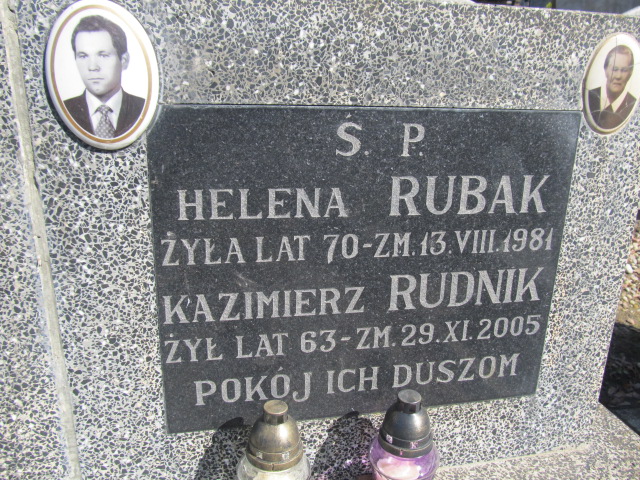 Ś. P.
HELENA RUBAK
ŻYŁA LAT 70-ZM. 13. VIII. 1981
KAZIMIERZ RUDNIK
ŻYŁ LAT 63-ZM. 29. XI. 2005
POKÓJ ICH DUSZOM